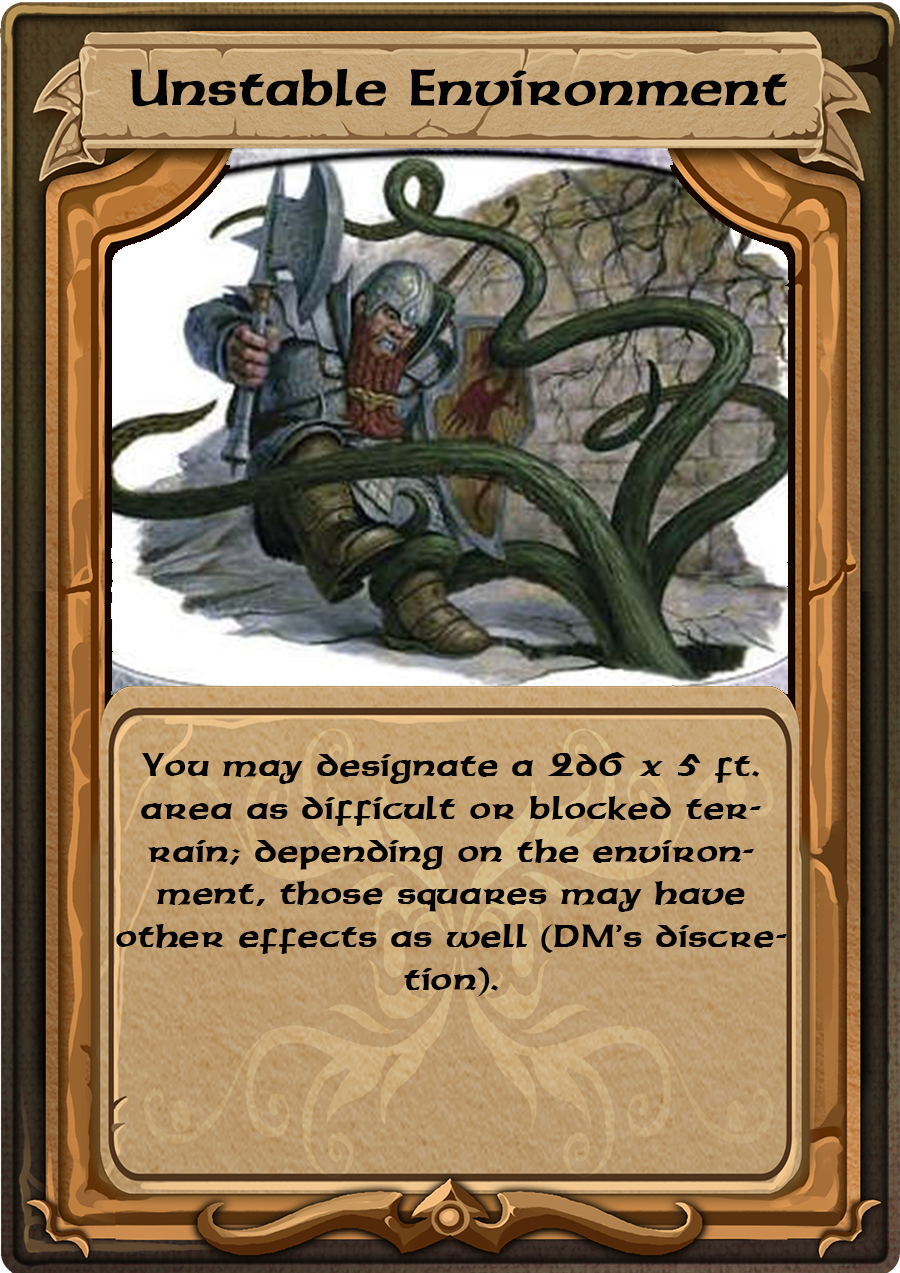 Unstable Environment
You may designate a 2d6 x 5 ft.
area as difficult or blocked ter-
rain; depending on the environ-
ment, those squares may have
other effects as well (DM's discre-
tion).